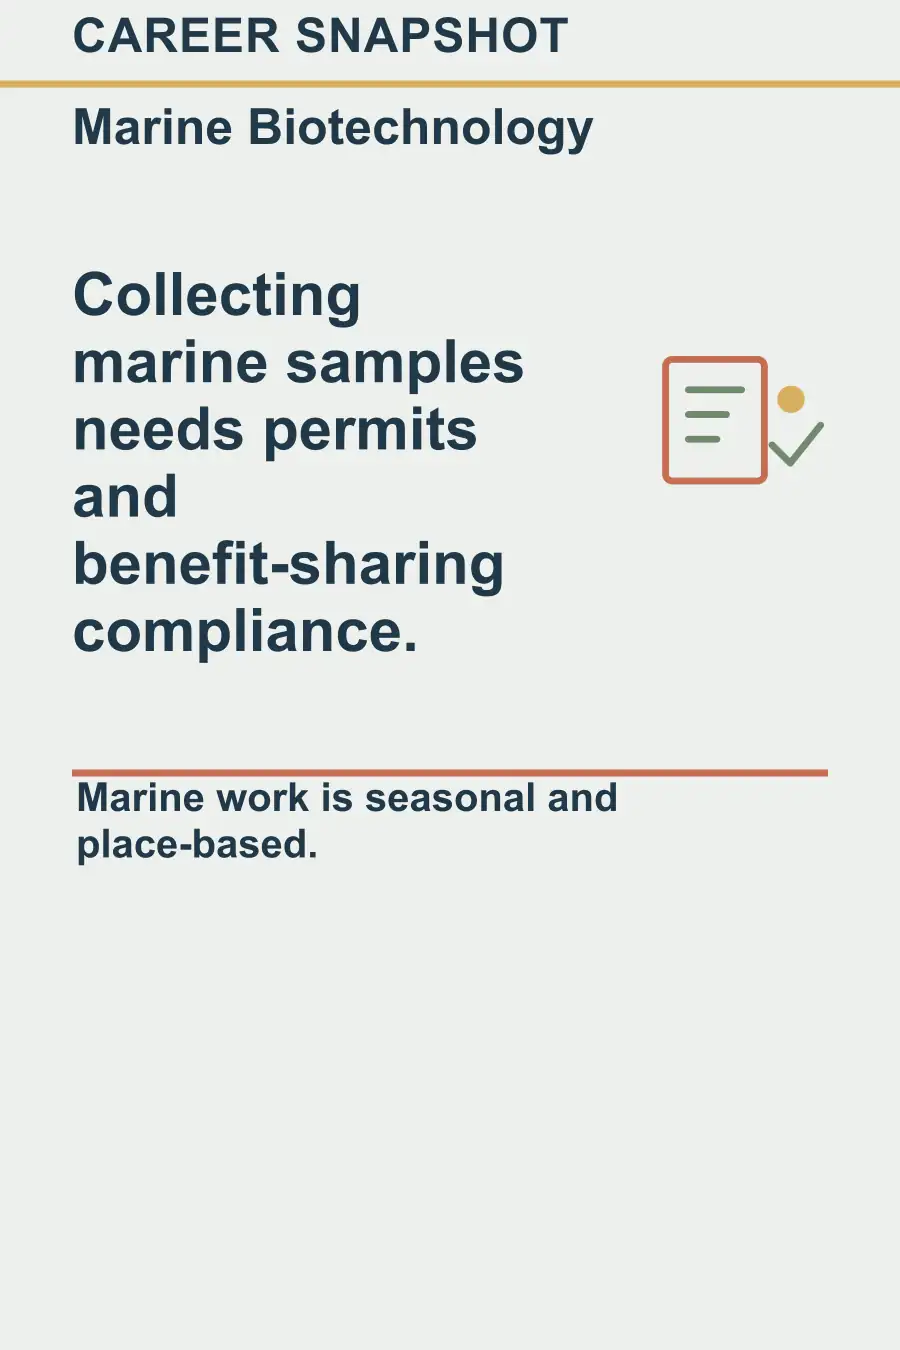 CAREER SNAPSHOT
Marine Biotechnology
Collecting
marine samples
needs permits
and
benefit-sharing
compliance.
Marine work is seasonal and
place-based.